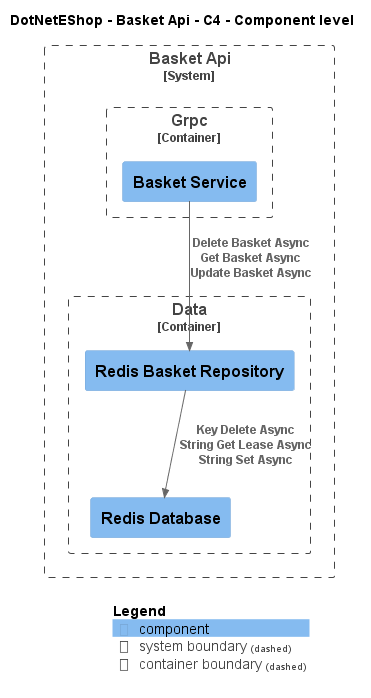 DotNetEShop - Basket Api - C4 - Component level
Basket Api
[System]
Grpc
[Container]
Basket Service
Delete Basket Async
Get Basket Async
Update Basket Async
Data
[Container]
Redis Basket Repository
Key Delete Async
String Get Lease Async
String Set Async
Redis Database
Legend
component
system boundary (dashed)
container boundary (dashed)